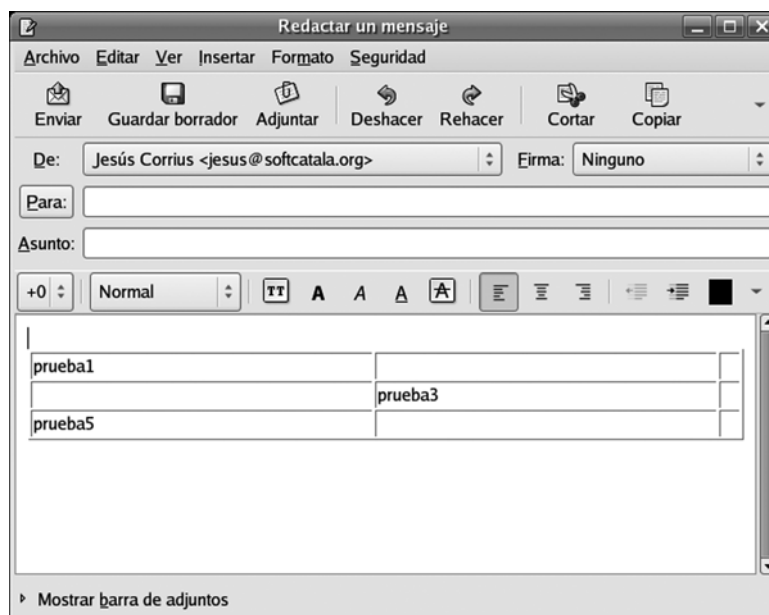 Redactar un mensaje
Archivo Editar Ver Insertar Formato Seguridad
Enviar Guardar borrador Adjuntar Deshacer Rehacer Cortar Copiar
De: Jesús Corrius <jesus@softcatala.org> Firma: Ninguno
Para:
Asunto:
+0 Normal TT A A A A
prueba1
prueba3
prueba5
Mostrar barra de adjuntos